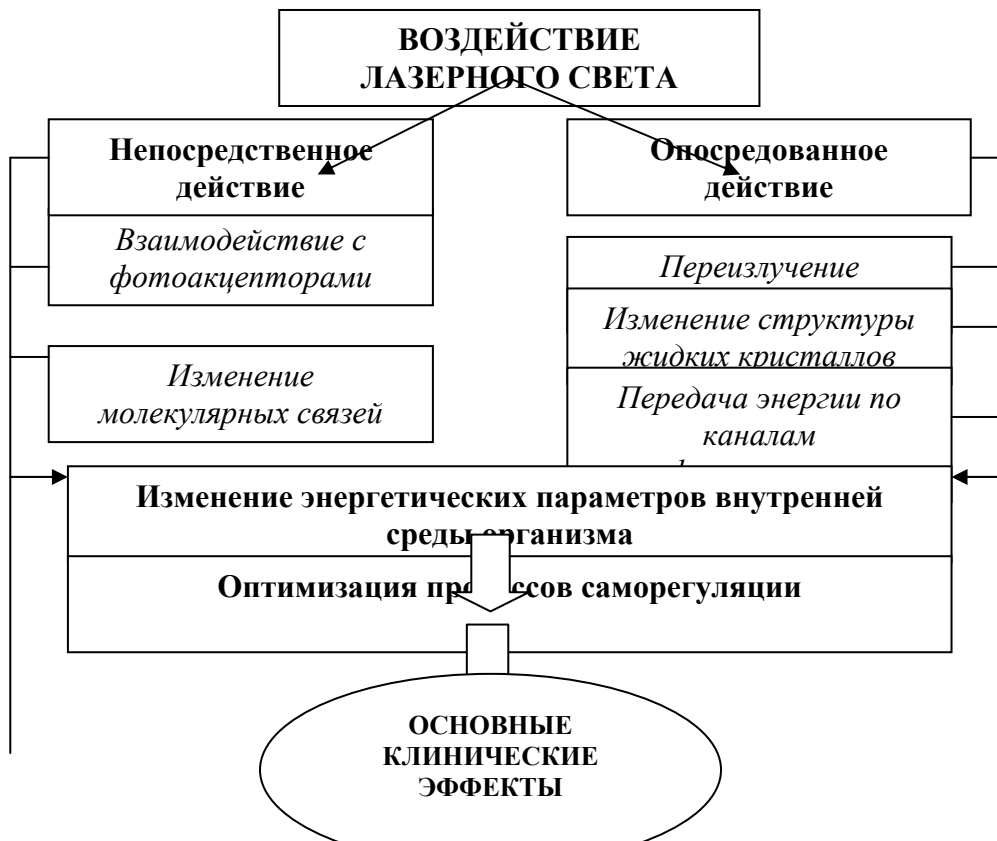 ВОЗДЕЙСТВИЕ
ЛАЗЕРНОГО СВЕТА
Непосредственное
действие
Взаимодействие с
фотоакцепторами
Изменение
молекулярных связей
Опосредованное
действие
Переизлучение
Изменение структуры
жидких кристаллов
Передача энергии по
каналам
Изменение энергетических параметров внутренней
среды организма
Оптимизация процессов саморегуляции
ОСНОВНЫЕ
КЛИНИЧЕСКИЕ
ЭФФЕКТЫ